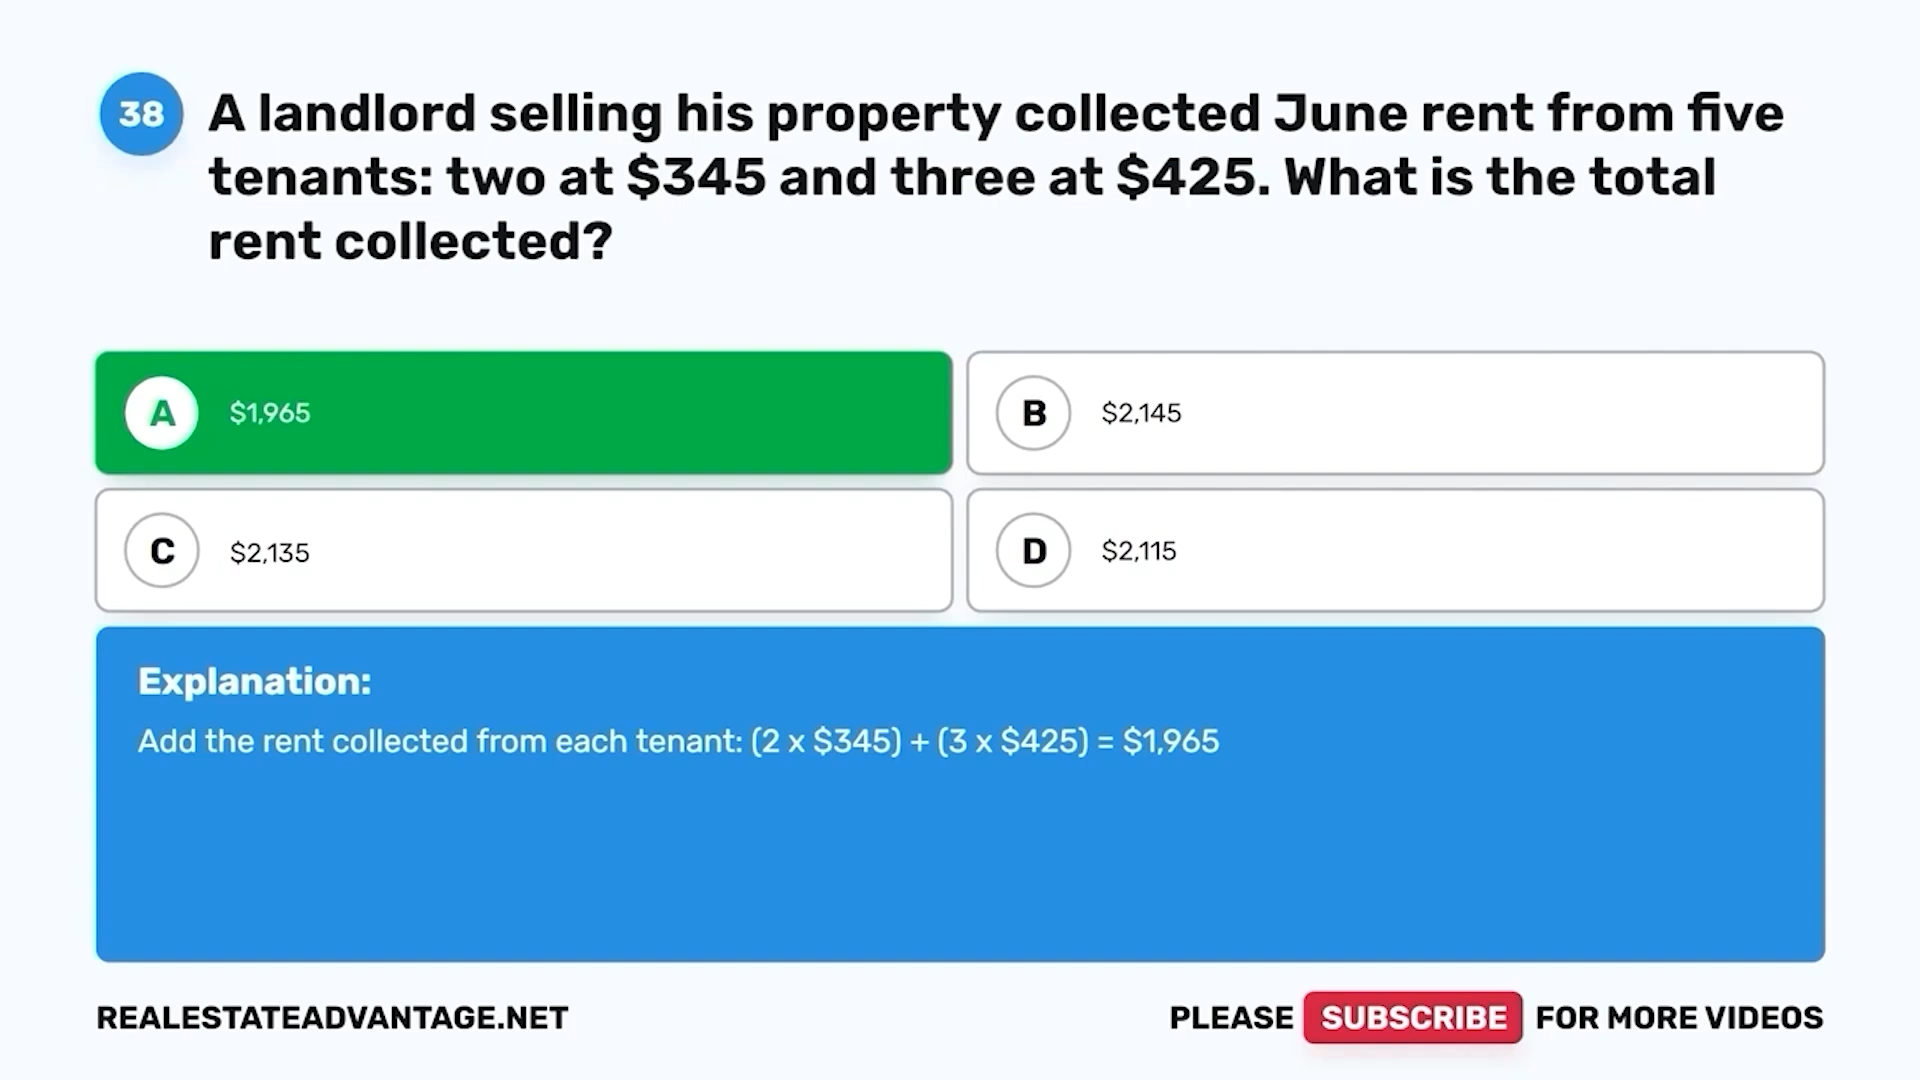 38
A landlord selling his property collected June rent from five
tenants: two at $345 and three at $425. What is the total
rent collected?
A $1,965
B $2,145
C $2,135
D $2,115
Explanation:
Add the rent collected from each tenant: (2 x $345) + (3 x $425) = $1,965
REALESTATEADVANTAGE.NET
PLEASE SUBSCRIBE FOR MORE VIDEOS